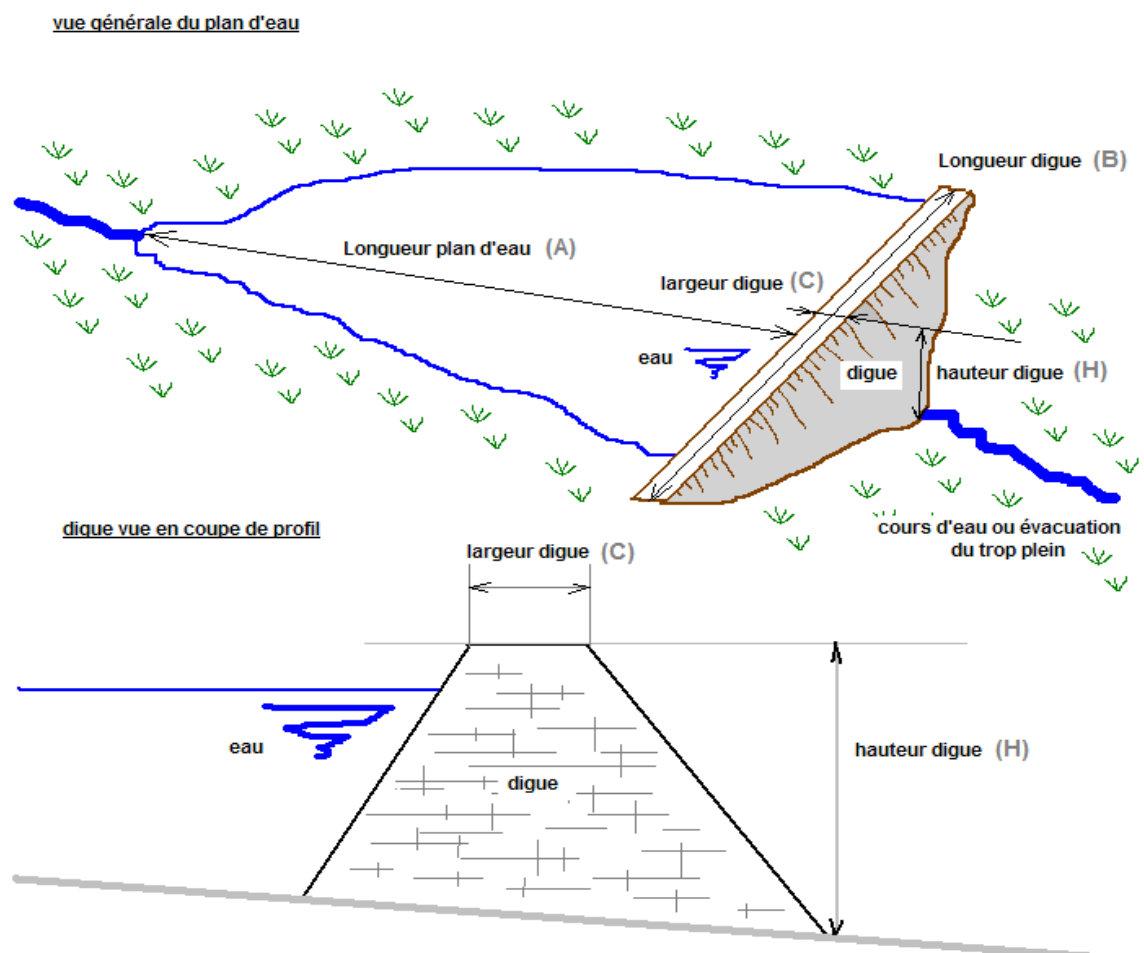 vue générale du plan d'eau
Longueur digue (B)
Longueur plan d'eau (A)
largeur digue (C)
eau
digue
hauteur digue (H)
cours d'eau ou évacuation
du trop plein
digue vue en coupe de profil
largeur digue (C)
eau
hauteur digue (H)
digue